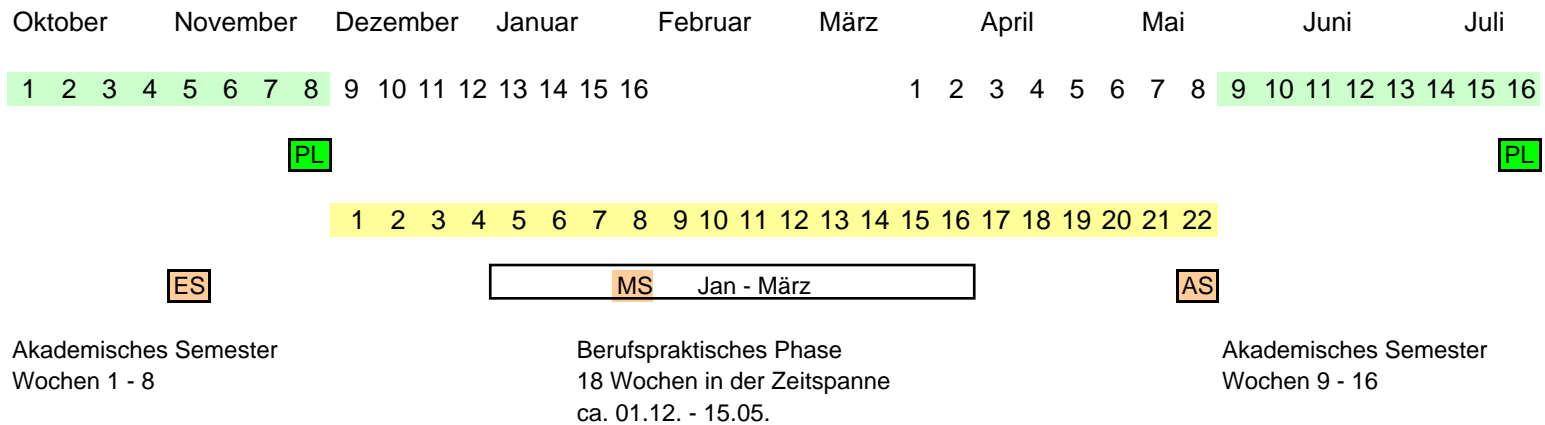 Oktober November Dezember Januar Februar März April Mai Juni Juli
1 2 3 4 5 6 7 8 9 10 11 12 13 14 15 16 1 2 3 4 5 6 7 8 9 10 11 12 13 14 15 16
PL PL
1 2 3 4 5 6 7 8 9 10 11 12 13 14 15 16 17 18 19 20 21 22
ES MS Jan - März AS
Akademisches Semester Berufspraktisches Phase Akademisches Semester
Wochen 1 - 8 18 Wochen in der Zeitspanne Wochen 9 - 16
ca. 01.12. - 15.05.